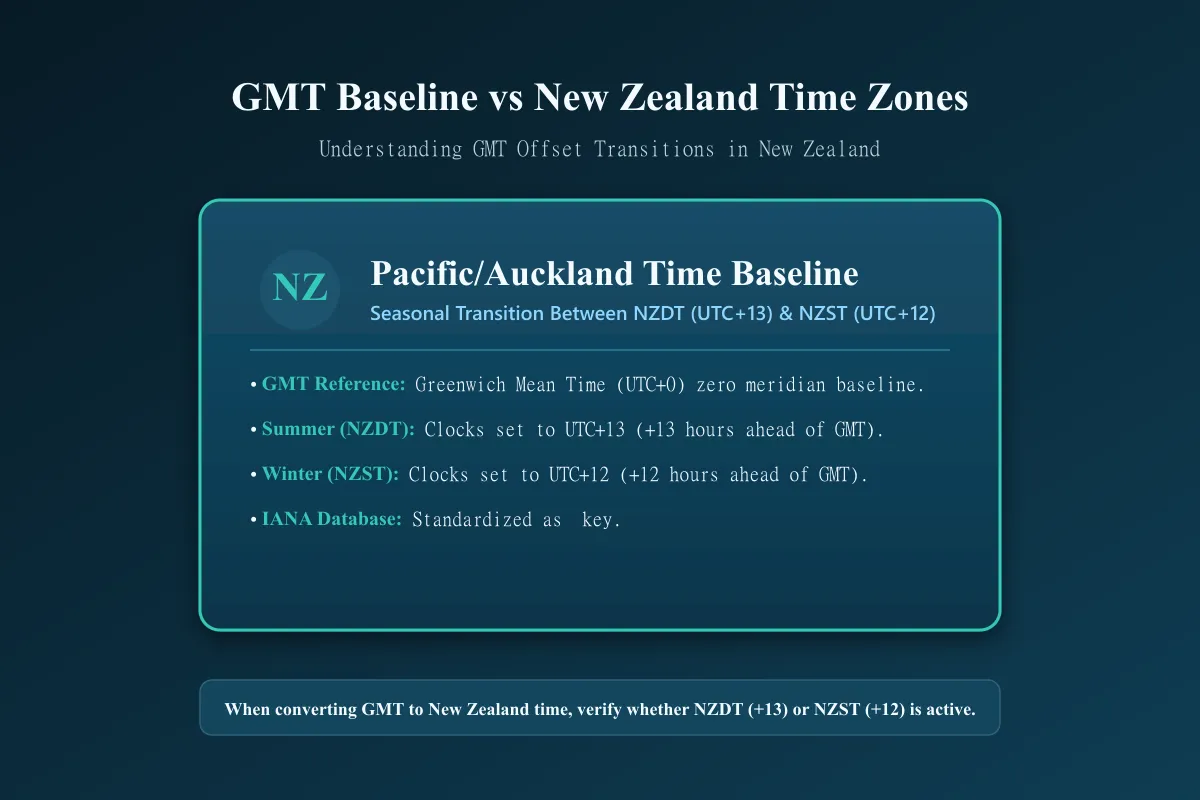 GMT Baseline vs New Zealand Time Zones
Understanding GMT Offset Transitions in New Zealand
NZ
Pacific/Auckland Time Baseline
Seasonal Transition Between NZDT (UTC+13) & NZST (UTC+12)
• GMT Reference: Greenwich Mean Time (UTC+0) zero meridian baseline.
• Summer (NZDT): Clocks set to UTC+13 (+13 hours ahead of GMT).
• Winter (NZST): Clocks set to UTC+12 (+12 hours ahead of GMT).
• IANA Database: Standardized as  key.
When converting GMT to New Zealand time, verify whether NZDT (+13) or NZST (+12) is active.